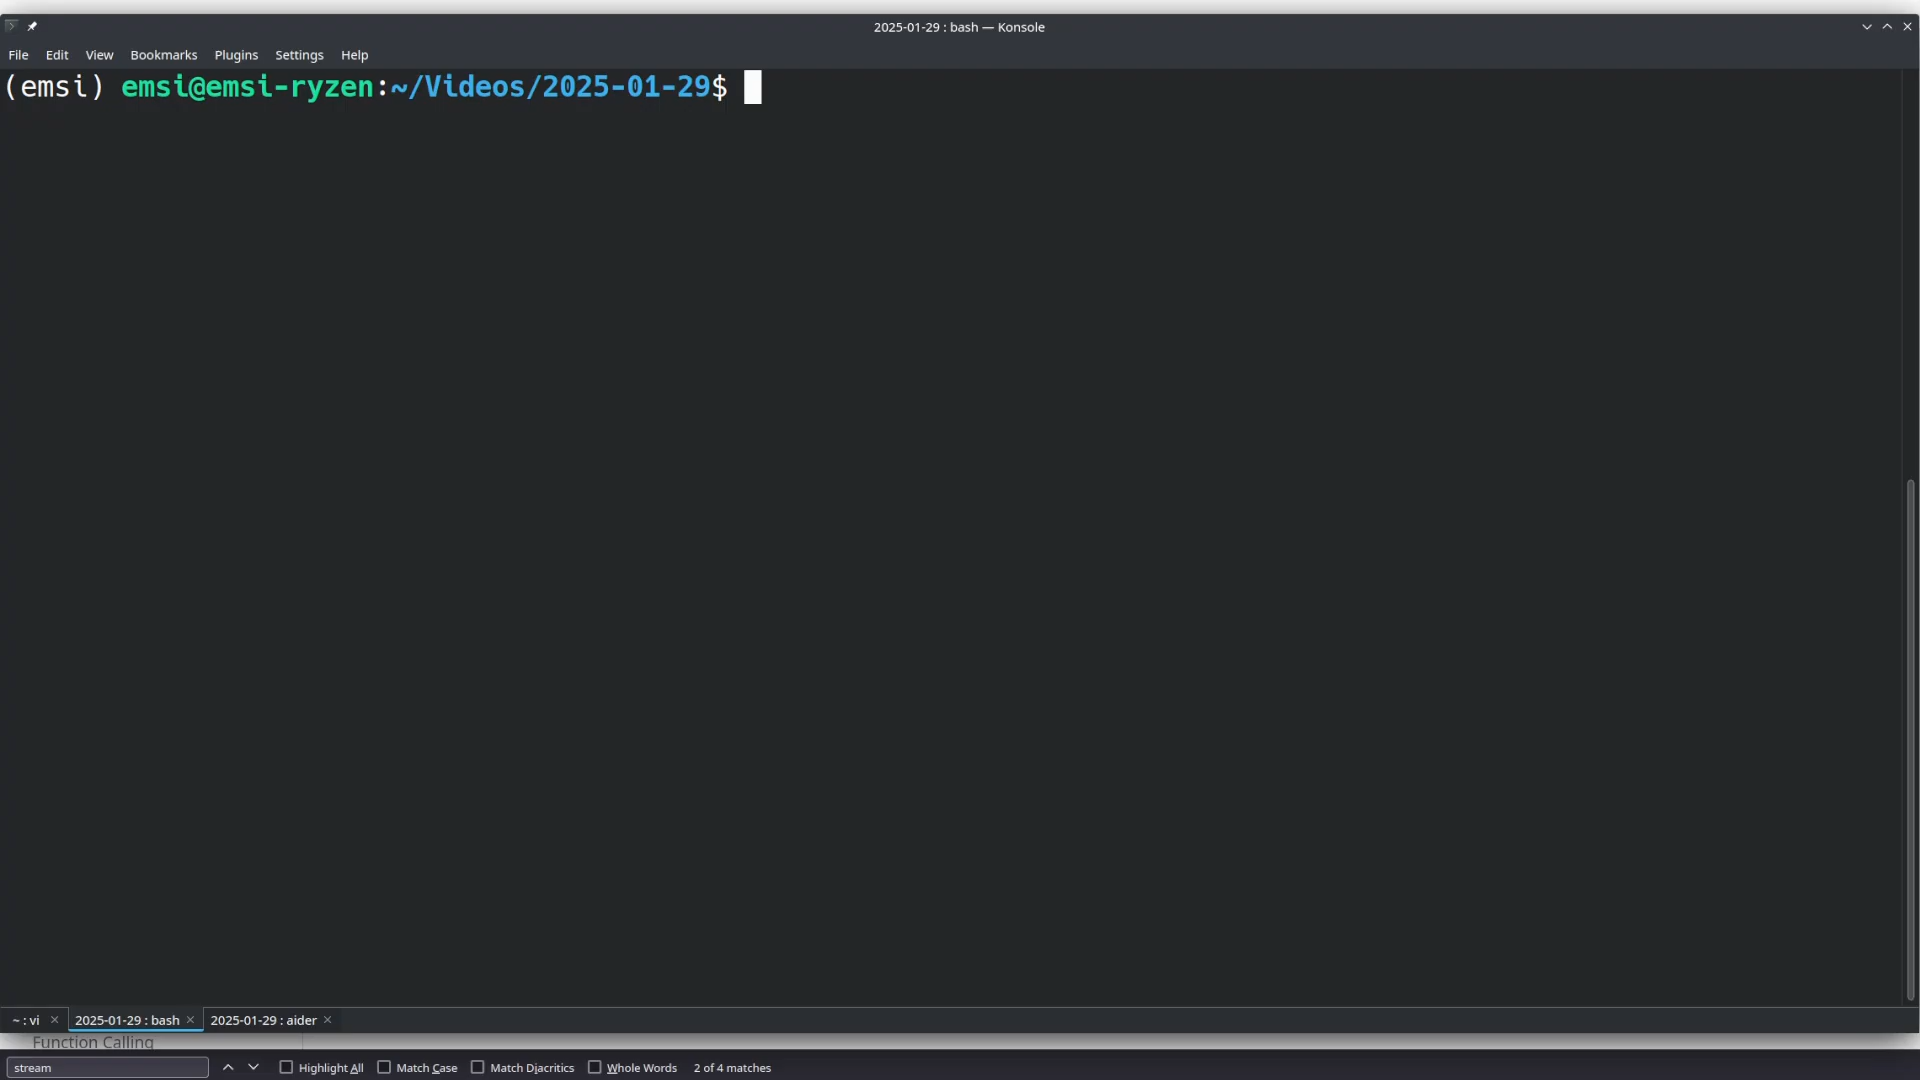 2025-01-29 : bash — Konsole
File Edit View Bookmarks Plugins Settings Help
(emsi) emsi@emsi-ryzen:~/Videos/2025-01-29$
~ : vi 2025-01-29 : bash 2025-01-29 : aider
Function Calling
stream Highlight All Match Case Match Diacritics Whole Words 2 of 4 matches